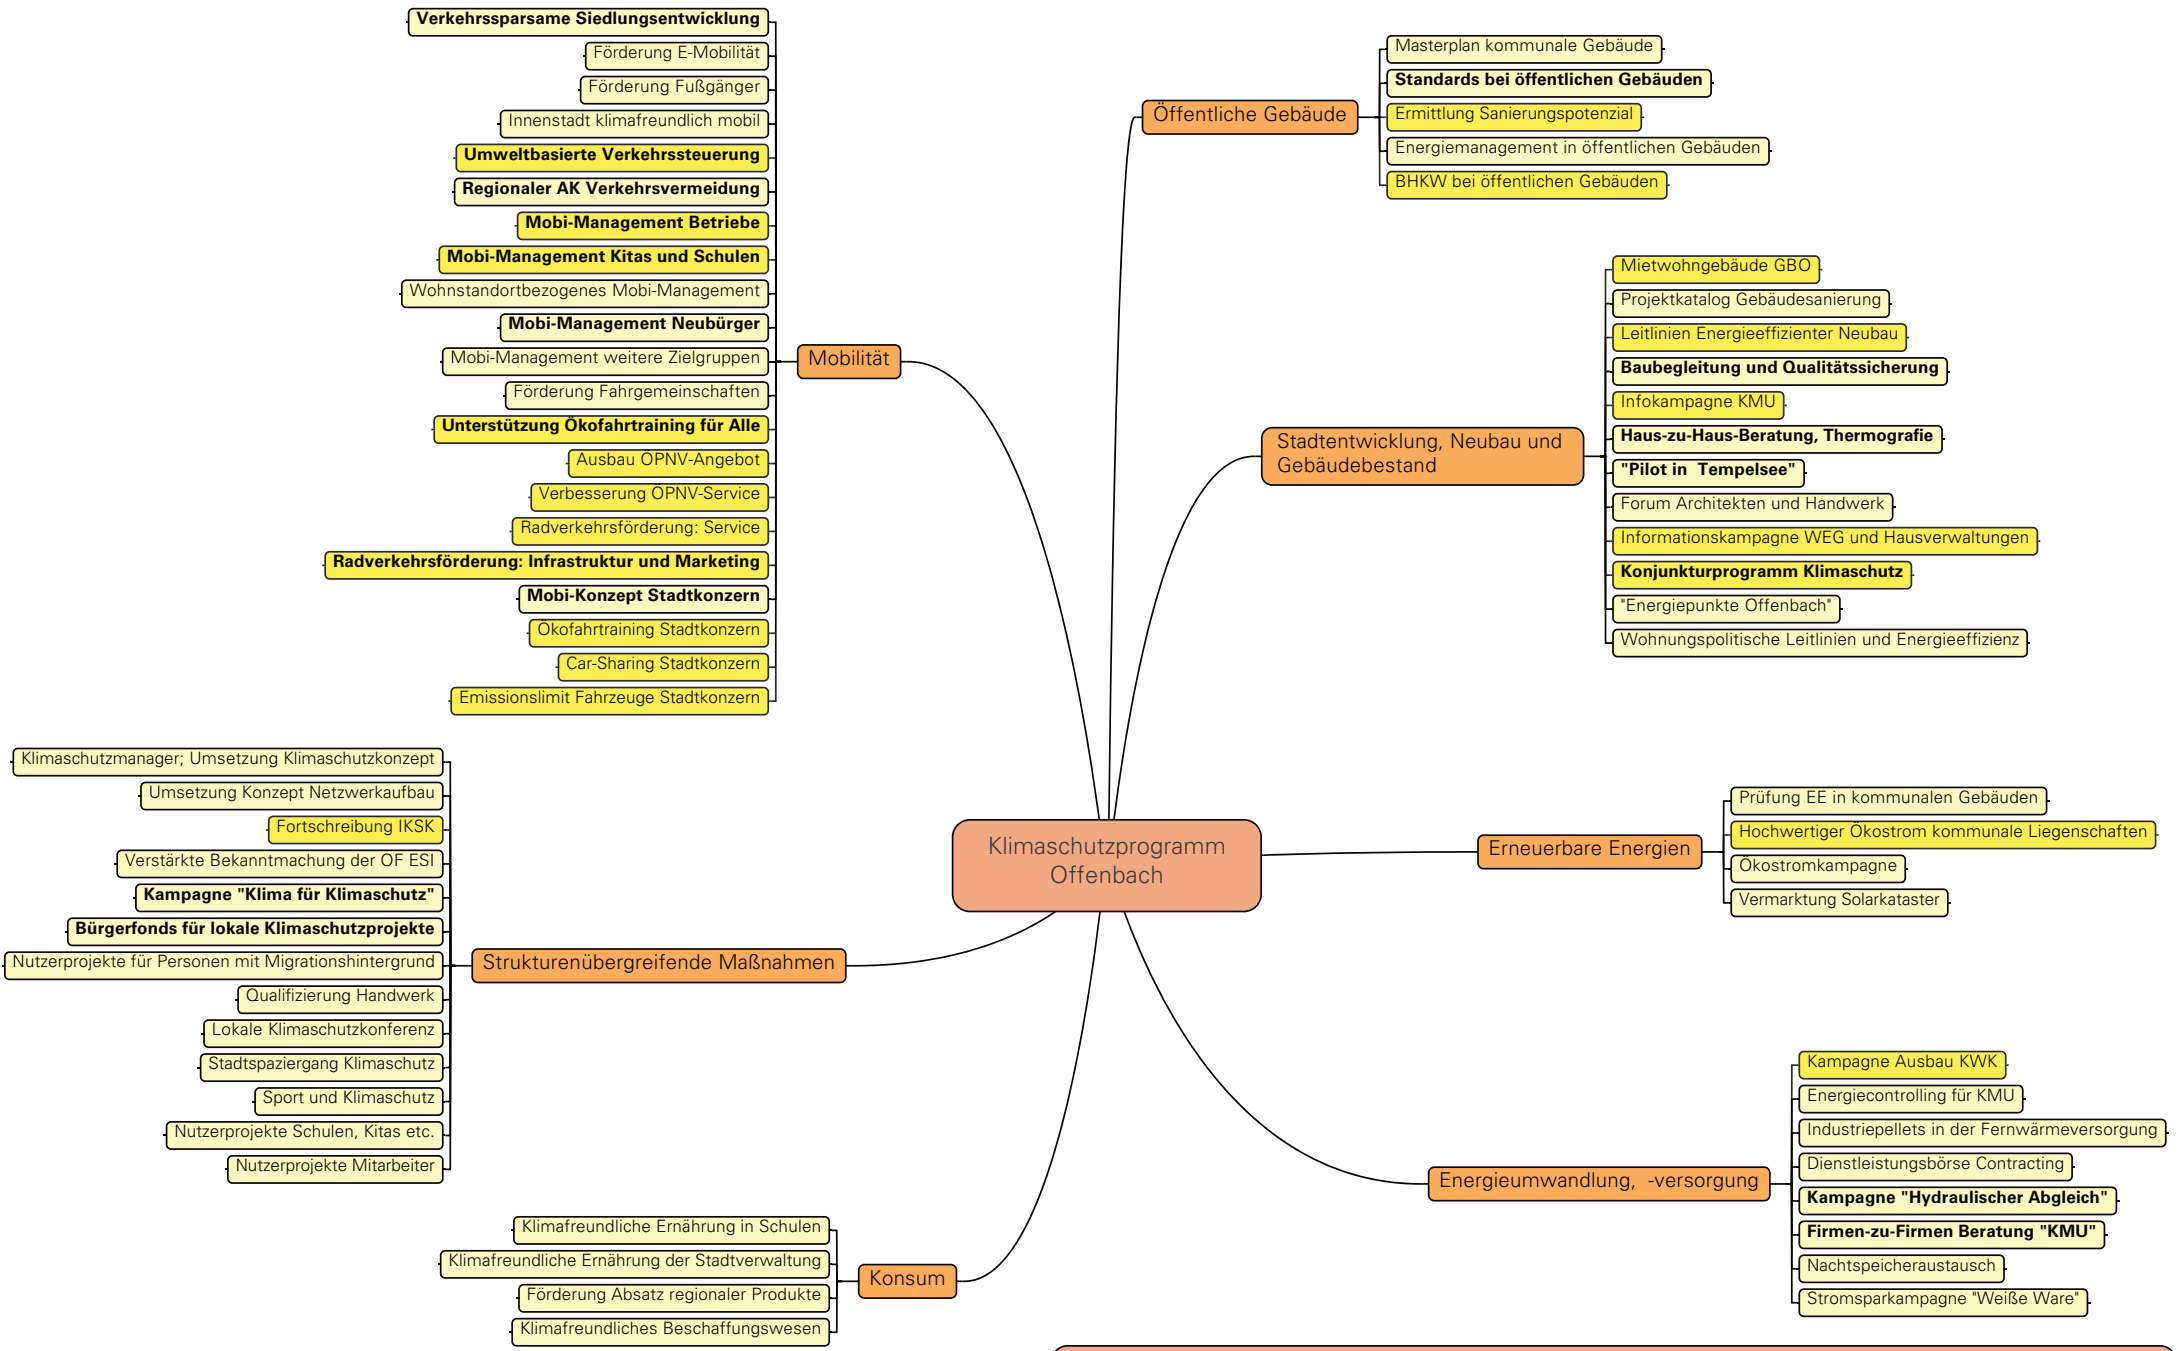 Klimaschutzprogramm
Offenbach
Mobilität
Verkehrssparsame Siedlungsentwicklung
Förderung E-Mobilität
Förderung Fußgänger
Innenstadt klimafreundlich mobil
Umweltbasierte Verkehrssteuerung
Regionaler AK Verkehrsvermeidung
Mobi-Management Betriebe
Mobi-Management Kitas und Schulen
Wohnstandortbezogenes Mobi-Management
Mobi-Management Neubürger
Mobi-Management weitere Zielgruppen
Förderung Fahrgemeinschaften
Unterstützung Ökofahrtraining für Alle
Ausbau ÖPNV-Angebot
Verbesserung ÖPNV-Service
Radverkehrsförderung: Service
Radverkehrsförderung: Infrastruktur und Marketing
Mobi-Konzept Stadtkonzern
Ökofahrtraining Stadtkonzern
Car-Sharing Stadtkonzern
Emissionslimit Fahrzeuge Stadtkonzern
Strukturenübergreifende Maßnahmen
Klimaschutzmanager; Umsetzung Klimaschutzkonzept
Umsetzung Konzept Netzwerkaufbau
Fortschreibung IKSK
Verstärkte Bekanntmachung der OF ESI
Kampagne "Klima für Klimaschutz"
Bürgerfonds für lokale Klimaschutzprojekte
Nutzerprojekte für Personen mit Migrationshintergrund
Qualifizierung Handwerk
Lokale Klimaschutzkonferenz
Stadtspaziergang Klimaschutz
Sport und Klimaschutz
Nutzerprojekte Schulen, Kitas etc.
Nutzerprojekte Mitarbeiter
Konsum
Klimafreundliche Ernährung in Schulen
Klimafreundliche Ernährung der Stadtverwaltung
Förderung Absatz regionaler Produkte
Klimafreundliches Beschaffungswesen
Öffentliche Gebäude
Masterplan kommunale Gebäude
Standards bei öffentlichen Gebäuden
Ermittlung Sanierungspotenzial
Energiemanagement in öffentlichen Gebäuden
BHKW bei öffentlichen Gebäuden
Stadtentwicklung, Neubau und
Gebäudebestand
Mietwohngebäude GBO
Projektkatalog Gebäudesanierung
Leitlinien Energieeffizienter Neubau
Baubegleitung und Qualitätssicherung
Infokampagne KMU
Haus-zu-Haus-Beratung, Thermografie
"Pilot in Tempelsee"
Forum Architekten und Handwerk
Informationskampagne WEG und Hausverwaltungen
Konjunkturprogramm Klimaschutz
"Energiepunkte Offenbach"
Wohnungspolitische Leitlinien und Energieeffizienz
Erneuerbare Energien
Prüfung EE in kommunalen Gebäuden
Hochwertiger Ökostrom kommunale Liegenschaften
Ökostromkampagne
Vermarktung Solarkataster
Energieumwandlung, -versorgung
Kampagne Ausbau KWK
Energiecontrolling für KMU
Industriepellets in der Fernwärmeversorgung
Dienstleistungsbörse Contracting
Kampagne "Hydraulischer Abgleich"
Firmen-zu-Firmen Beratung "KMU"
Nachtspeicheraustausch
Stromsparkampagne "Weiße Ware"